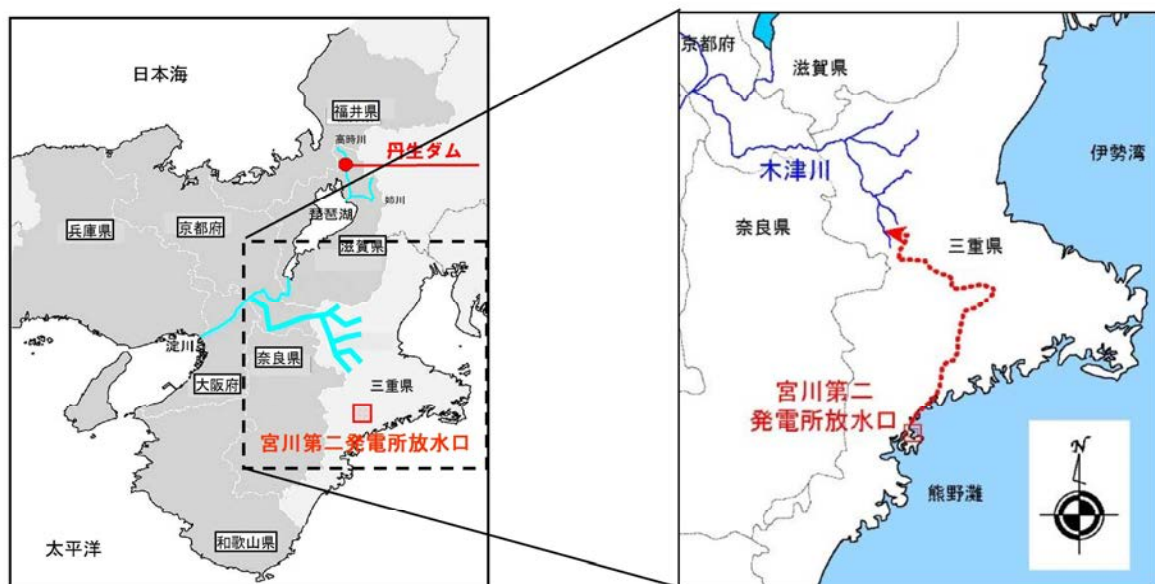 日本海
福井県
高時川
丹生ダム
姉川
琵琶湖
兵庫県
京都府
滋賀県
淀川
奈良県
大阪府
三重県
宮川第二発電所放水口
和歌山県
太平洋
京都府
滋賀県
伊勢湾
木津川
奈良県
三重県
宮川第二
発電所放水口
熊野灘
N